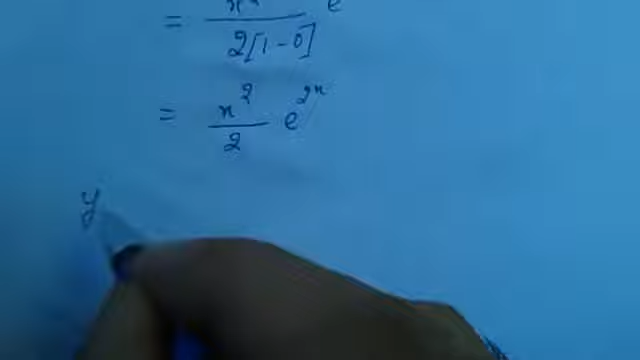 = x² / 2[1-0] e
= x²/2 e^2x
y